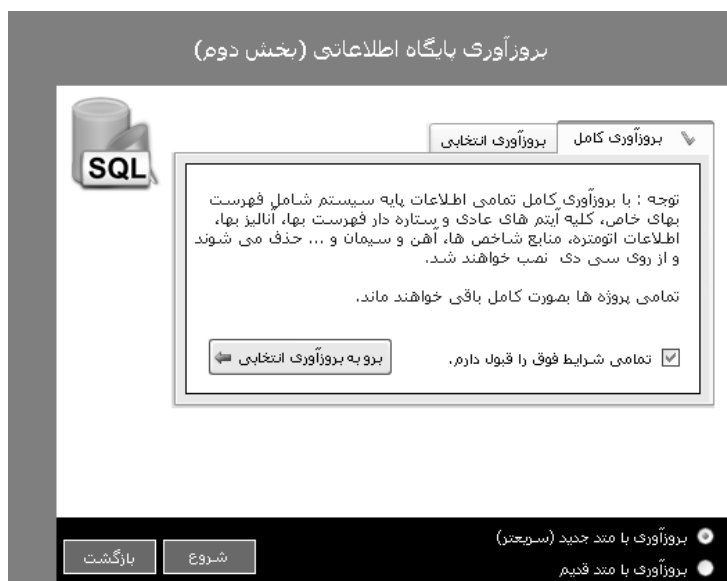 بروزآوری پایگاه اطلاعاتی (بخش دوم)
SQL
بروزآوری کامل
بروزآوری انتخابی
توجه : با بروزآوری کامل تمامی اطلاعات پایه سیستم شامل فهرست
بهای خاص، کلیه آیتم های عادی و ستاره دار فهرست بها، آنالیز بها،
اطلاعات اتومتره، منابع شاخص ها، آهن و سیمان و ... حذف می شوند
و از روی سی دی نصب خواهند شد.
تمامی پروژه ها بصورت کامل باقی خواهند ماند.
تمامی شرایط فوق را قبول دارم.
برو به بروزآوری انتخابی
بروزآوری با متد جدید (سریعتر)
بروزآوری با متد قدیم
شروع
بازگشت